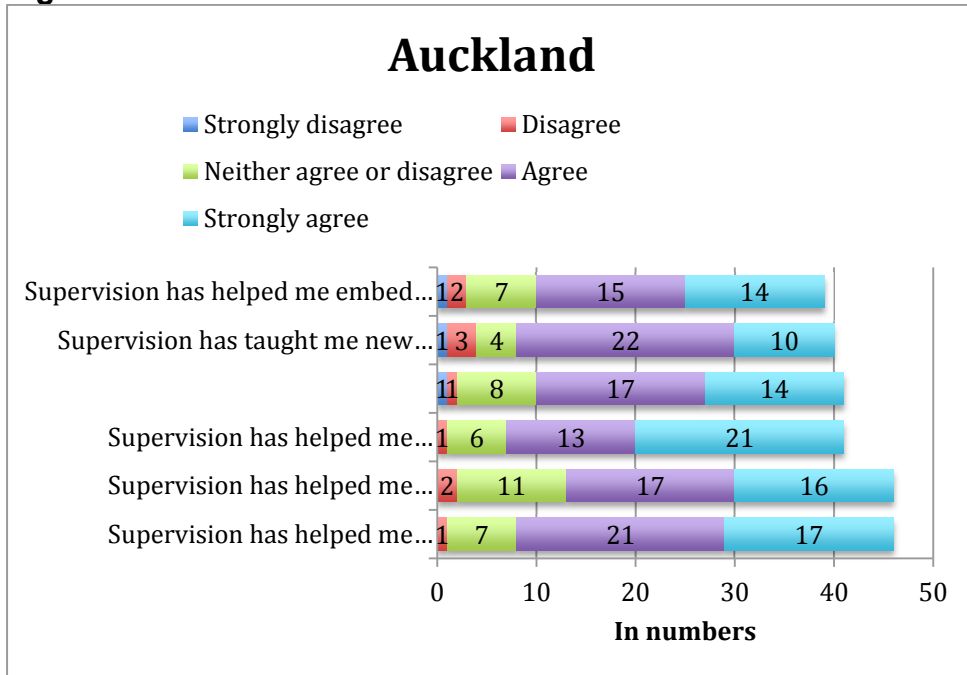 Auckland
Strongly disagree Disagree
Neither agree or disagree Agree
Strongly agree
Supervision has helped me embed… 1 2 7 15 14
Supervision has taught me new… 1 3 4 22 10
1 1 8 17 14
Supervision has helped me… 1 6 13 21
Supervision has helped me… 2 11 17 16
Supervision has helped me… 1 7 21 17
0 10 20 30 40 50
In numbers